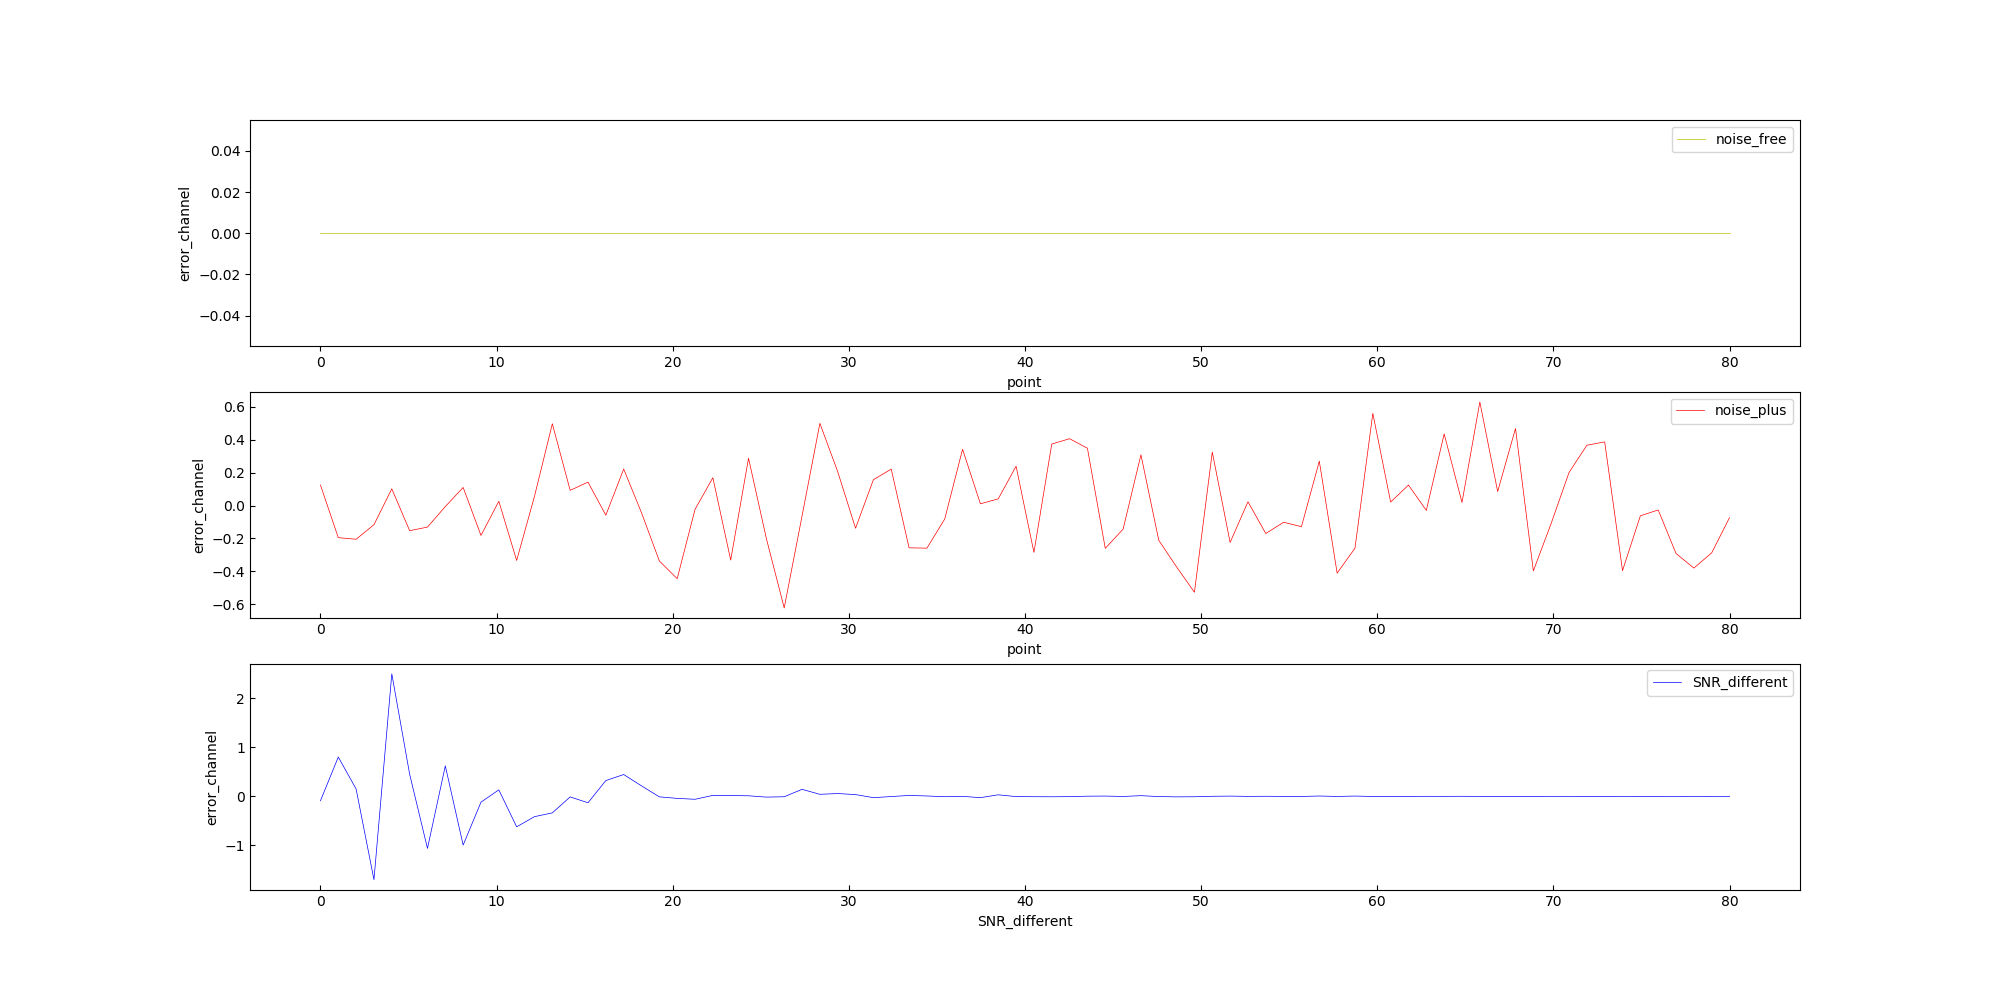 noise_free
error_channel
0.04
0.02
0.00
−0.02
−0.04
0 10 20 30 40 50 60 70 80
point
noise_plus
error_channel
0.6
0.4
0.2
0.0
−0.2
−0.4
−0.6
0 10 20 30 40 50 60 70 80
point
SNR_different
error_channel
2
1
0
−1
0 10 20 30 40 50 60 70 80
SNR_different